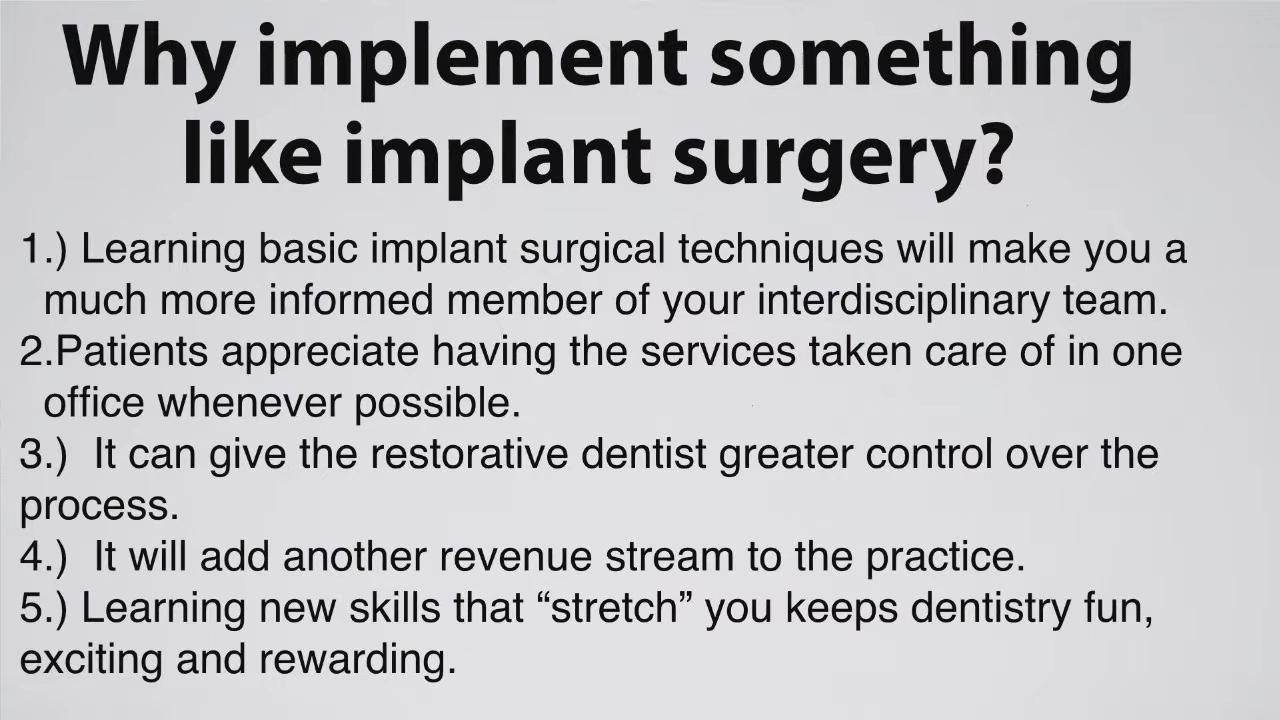 Why implement something
like implant surgery?
1.) Learning basic implant surgical techniques will make you a
much more informed member of your interdisciplinary team.
2.Patients appreciate having the services taken care of in one
office whenever possible.
3.)  It can give the restorative dentist greater control over the
process.
4.)  It will add another revenue stream to the practice.
5.) Learning new skills that “stretch” you keeps dentistry fun,
exciting and rewarding.